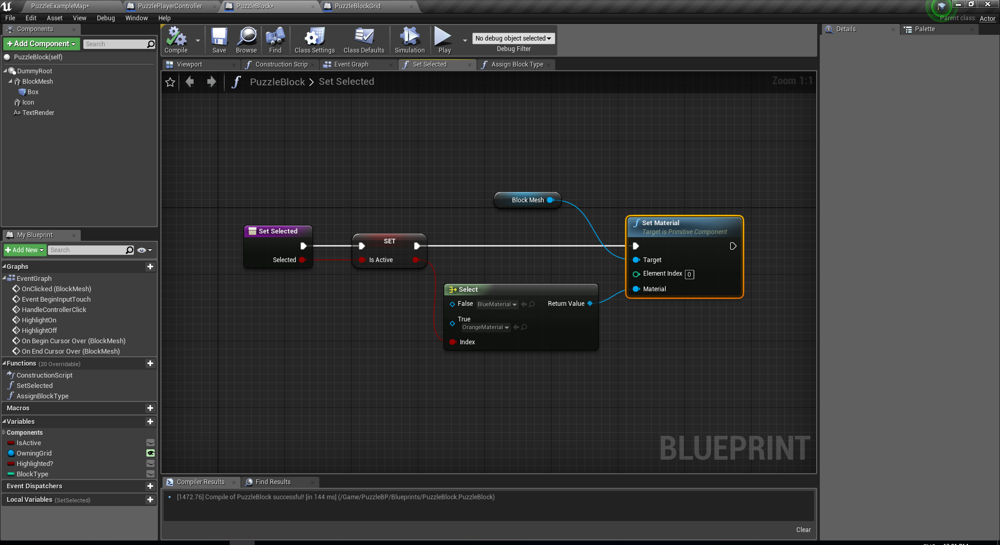 PuzzleExampleMap*
PuzzlePlayerController
PuzzleBlock*
PuzzleBlockGrid
File
Edit
Asset
View
Debug
Window
Help
Parent class: Actor
Components
+Add Component
Search
PuzzleBlock(self)
DummyRoot
BlockMesh
Box
Icon
Aa TextRender
My Blueprint
+Add New
Search
Graphs
EventGraph
OnClicked (BlockMesh)
Event BeginInputTouch
HandleControllerClick
HighlightOn
HighlightOff
On Begin Cursor Over (BlockMesh)
On End Cursor Over (BlockMesh)
Functions (20 Overridable)
ConstructionScript
SetSelected
AssignBlockType
Macros
Variables
Components
IsActive
OwningGrid
Highlighted?
BlockType
Event Dispatchers
Local Variables (SetSelected)
Compile
Save
Browse
Find
Class Settings
Class Defaults
Simulation
Play
No debug object selected
Debug Filter
Viewport
Construction Scrip
Event Graph
Set Selected
Assign Block Type
PuzzleBlock > Set Selected
Zoom 1:1
Block Mesh
Set Selected
Selected
SET
Is Active
Set Material
Target is Primitive Component
Target
Element Index 0
Material
Select
False BlueMaterial
Return Value
True
OrangeMaterial
Index
BLUEPRINT
Compiler Results
Find Results
[1472.76] Compile of PuzzleBlock successful! [in 144 ms] (/Game/PuzzleBP/Blueprints/PuzzleBlock.PuzzleBlock)
Clear
Details
Palette